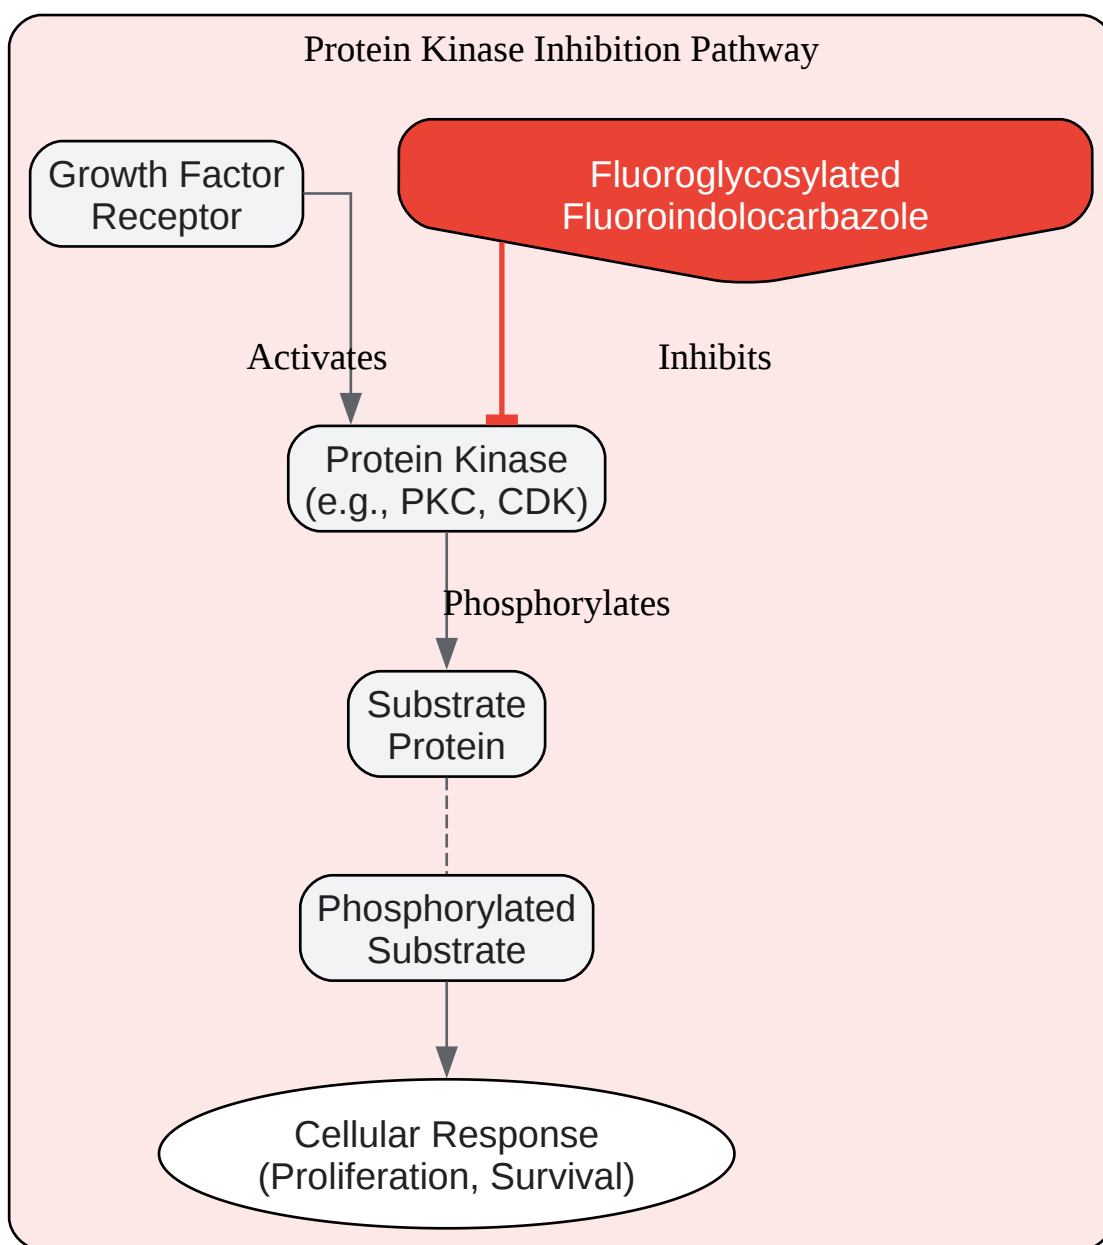 Protein Kinase Inhibition Pathway
Growth Factor
Receptor
Fluoroglycosylated
Fluoroindolocarbazole
Activates
Inhibits
Protein Kinase
(e.g., PKC, CDK)
Phosphorylates
Substrate
Protein
Phosphorylated
Substrate
Cellular Response
(Proliferation, Survival)